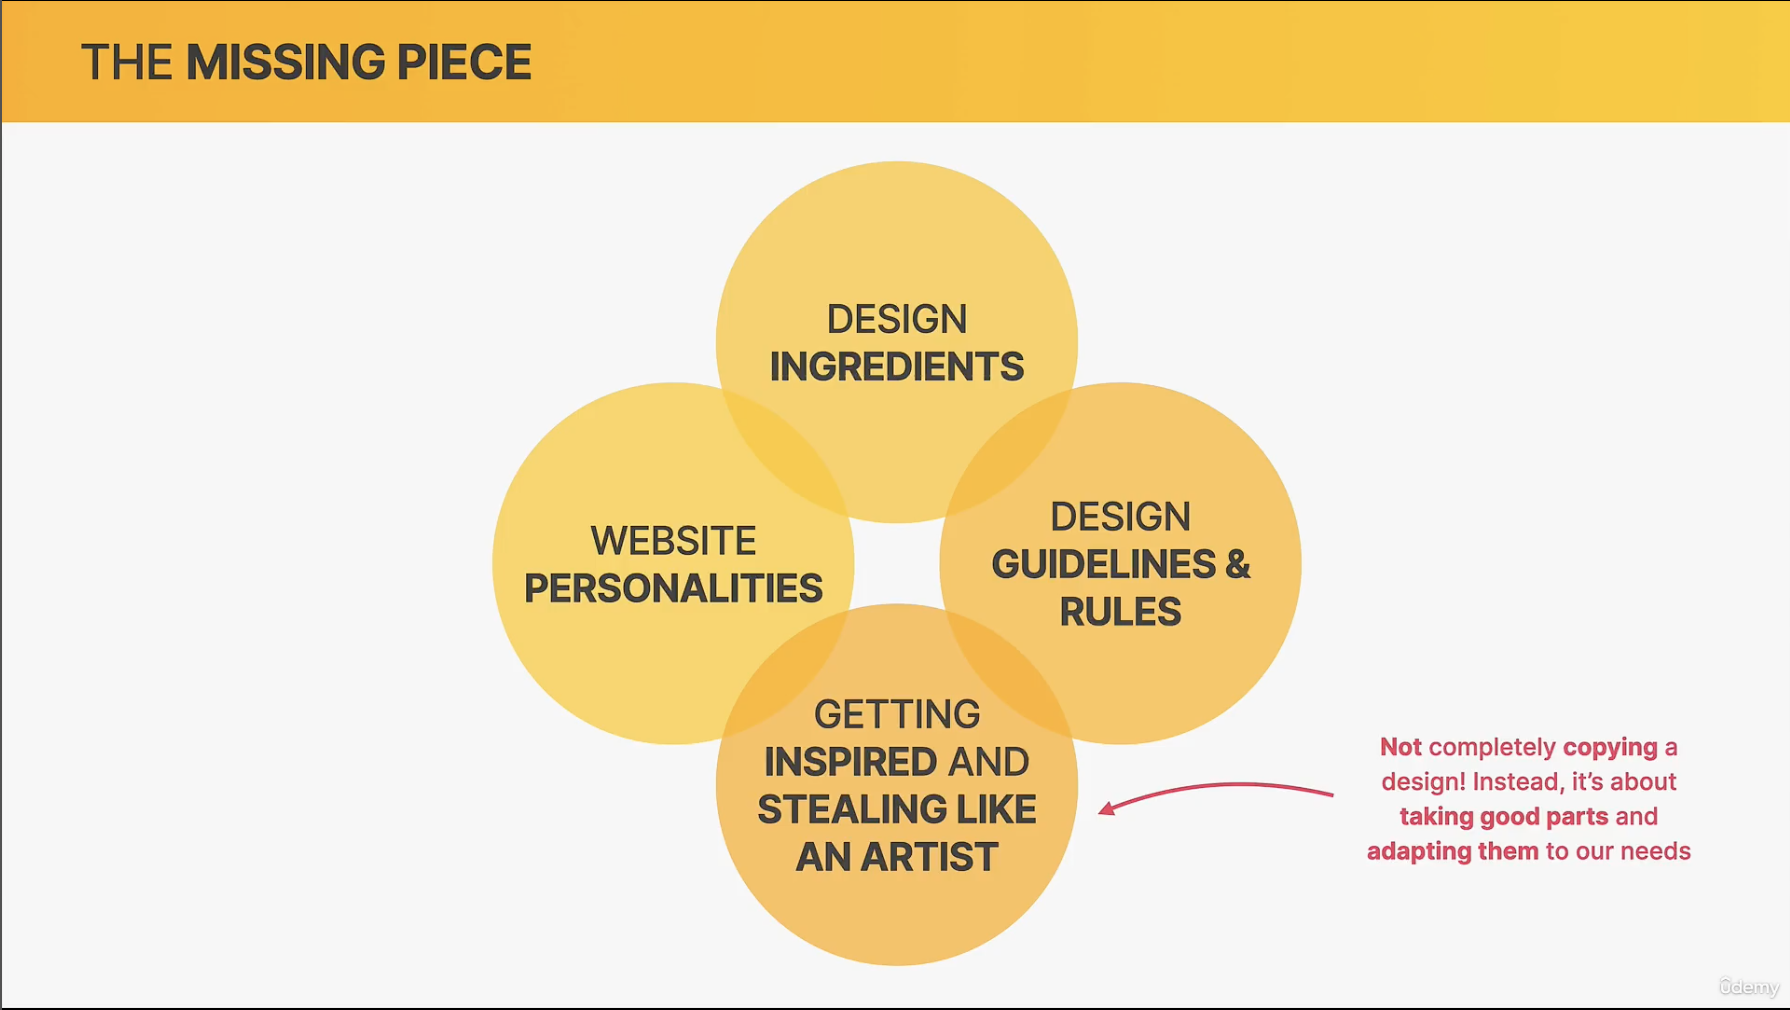 THE MISSING PIECE
DESIGN
INGREDIENTS
WEBSITE
PERSONALITIES
DESIGN
GUIDELINES &
RULES
GETTING
INSPIRED AND
STEALING LIKE
AN ARTIST
Not completely copying a
design! Instead, it’s about
taking good parts and
adapting them to our needs
ûdemy